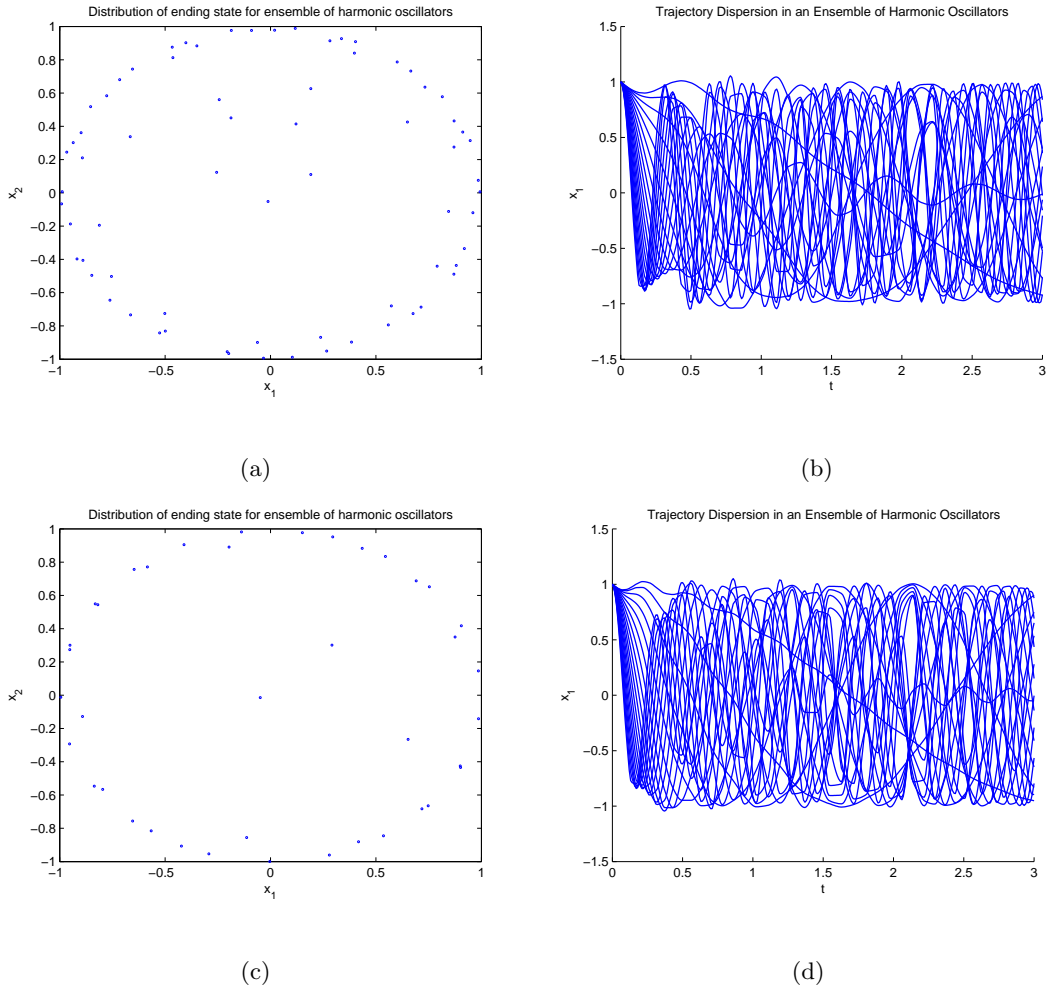 Distribution of ending state for ensemble of harmonic oscillators
1
0.8
0.6
0.4
0.2
0
−0.2
−0.4
−0.6
−0.8
−1
x_2
−1 −0.5 0 0.5 1
x_1
(a)
Trajectory Dispersion in an Ensemble of Harmonic Oscillators
1.5
1
0.5
0
−0.5
−1
−1.5
x_1
0 0.5 1 1.5 2 2.5 3
t
(b)
Distribution of ending state for ensemble of harmonic oscillators
1
0.8
0.6
0.4
0.2
0
−0.2
−0.4
−0.6
−0.8
−1
x_2
−1 −0.5 0 0.5 1
x_1
(c)
Trajectory Dispersion in an Ensemble of Harmonic Oscillators
1.5
1
0.5
0
−0.5
−1
−1.5
x_1
0 0.5 1 1.5 2 2.5 3
t
(d)